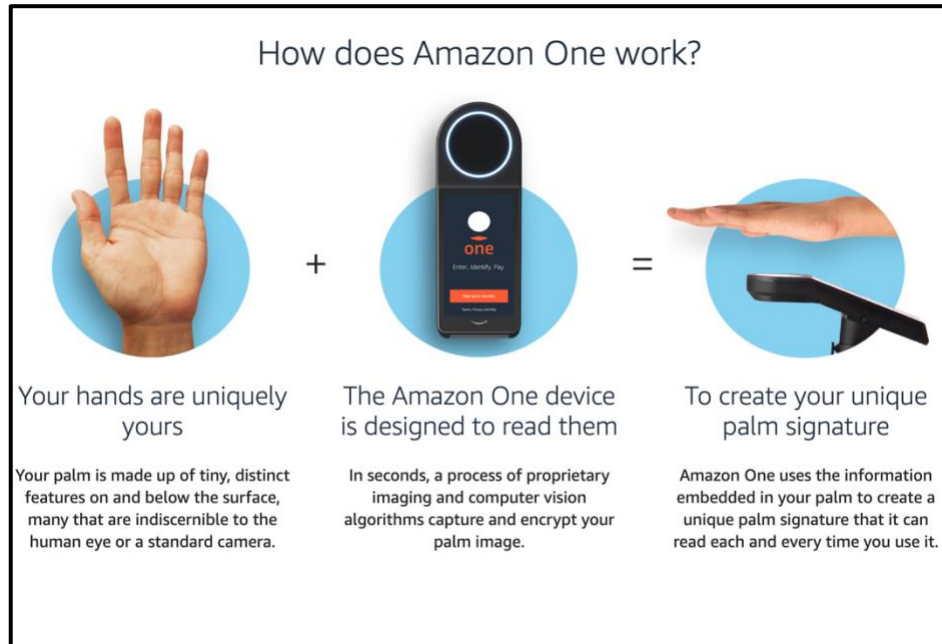 How does Amazon One work?
+
=
one
Enter, Identify, Pay
Your hands are uniquely
yours
Your palm is made up of tiny, distinct
features on and below the surface,
many that are indiscernible to the
human eye or a standard camera.
The Amazon One device
is designed to read them
In seconds, a process of proprietary
imaging and computer vision
algorithms capture and encrypt your
palm image.
To create your unique
palm signature
Amazon One uses the information
embedded in your palm to create a
unique palm signature that it can
read each and every time you use it.